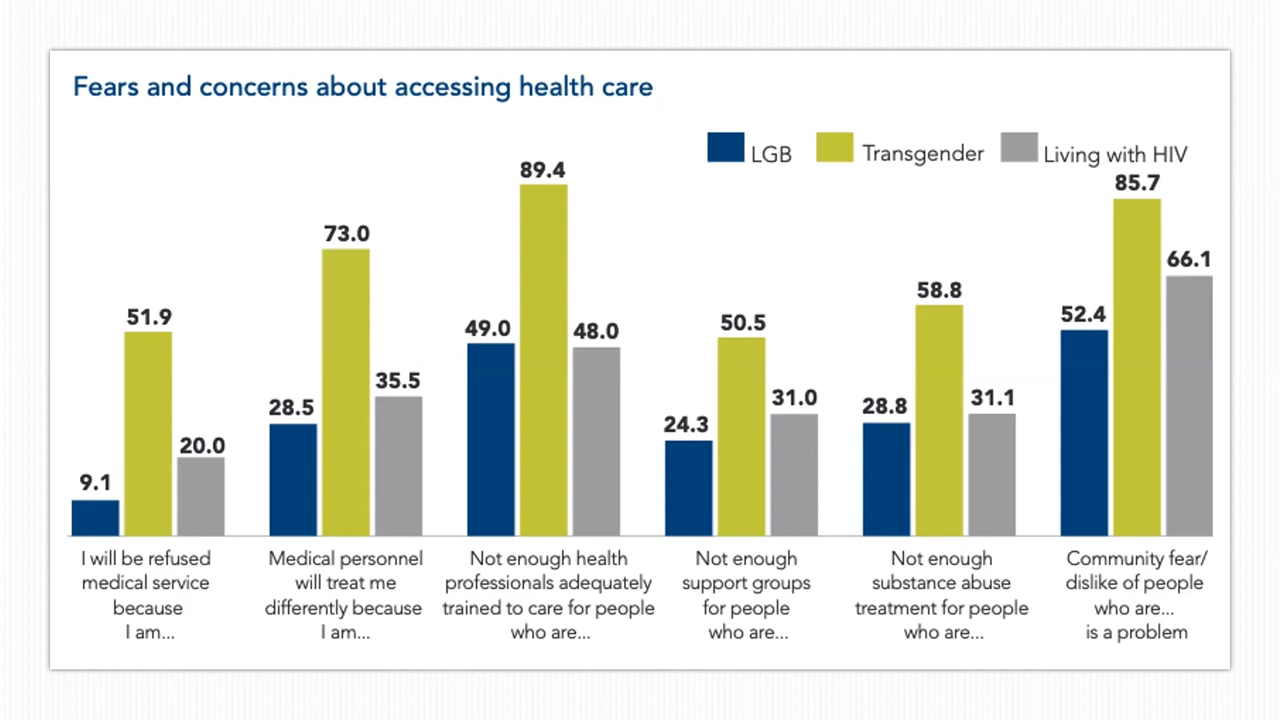 Fears and concerns about accessing health care
LGB
Transgender
Living with HIV
9.1
51.9
20.0
28.5
73.0
35.5
49.0
89.4
48.0
24.3
50.5
31.0
28.8
58.8
31.1
52.4
85.7
66.1
I will be refused
medical service
because
I am...
Medical personnel
will treat me
differently because
I am...
Not enough health
professionals adequately
trained to care for people
who are...
Not enough
support groups
for people
who are...
Not enough
substance abuse
treatment for people
who are...
Community fear/
dislike of people
who are...
is a problem